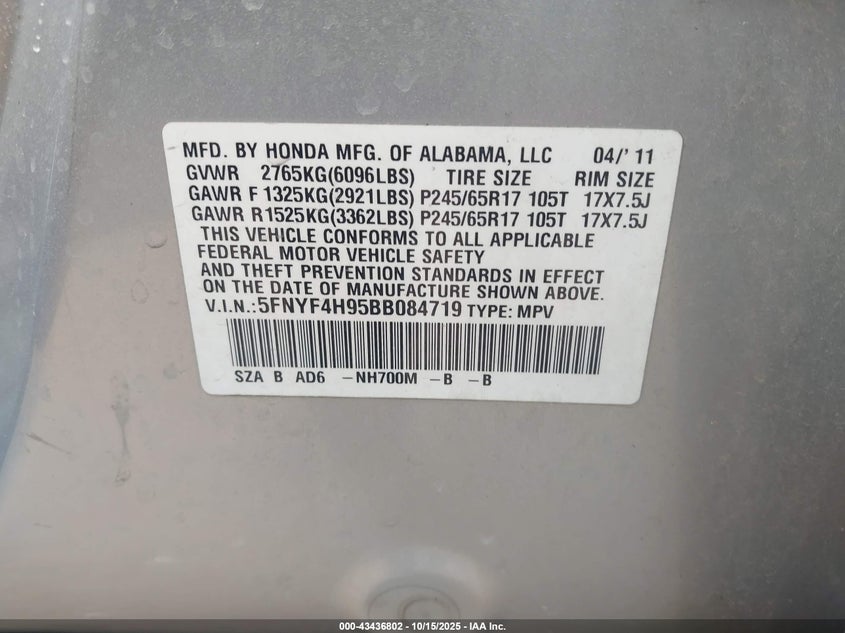 MFD. BY HONDA MFG. OF ALABAMA, LLC 04/'11
GVWR 2765KG(6096LBS) TIRE SIZE RIM SIZE
GAWR F 1325KG(2921LBS) P245/65R17 105T 17X7.5J
GAWR R 1525KG(3362LBS) P245/65R17 105T 17X7.5J
THIS VEHICLE CONFORMS TO ALL APPLICABLE
FEDERAL MOTOR VEHICLE SAFETY
AND THEFT PREVENTION STANDARDS IN EFFECT
ON THE DATE OF MANUFACTURE SHOWN ABOVE.
V.I.N.:5FNYF4H95BB084719 TYPE:MPV
SZA B AD6 -NH700M -B -B
000-43436802 - 10/15/2025 - IAA Inc.